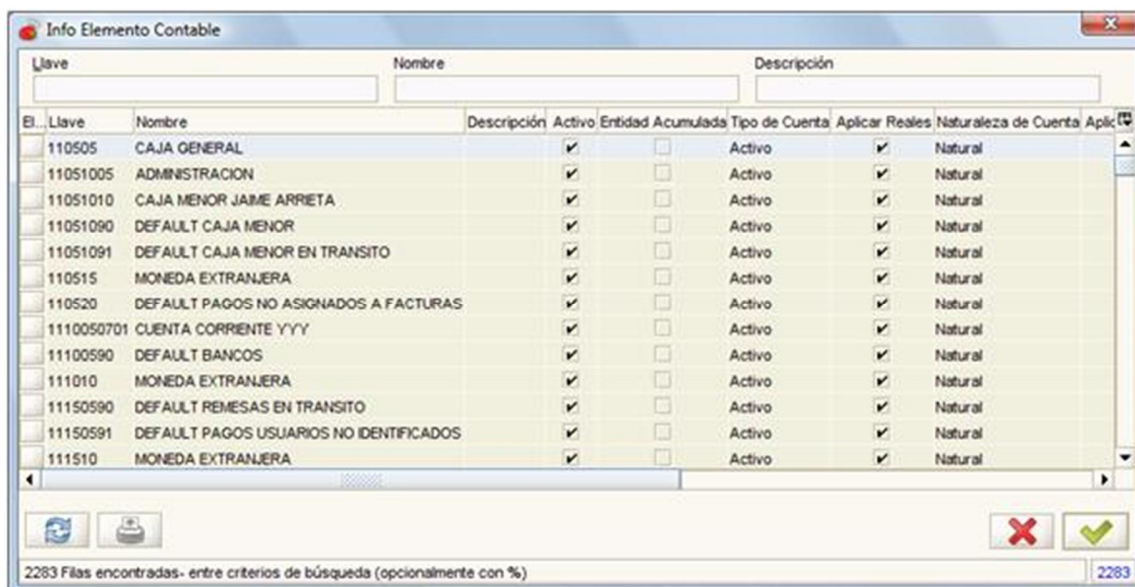 Info Elemento Contable
Llave Nombre Descripción
El... Llave Nombre Descripción Activo Entidad Acumulada Tipo de Cuenta Aplicar Reales Naturaleza de Cuenta Aplic
110505 CAJA GENERAL Activo Natural
11051005 ADMINISTRACION Activo Natural
11051010 CAJA MENOR JAIME ARRIETA Activo Natural
11051090 DEFAULT CAJA MENOR Activo Natural
11051091 DEFAULT CAJA MENOR EN TRANSITO Activo Natural
110515 MONEDA EXTRANJERA Activo Natural
110520 DEFAULT PAGOS NO ASIGNADOS A FACTURAS Activo Natural
1110050701 CUENTA CORRIENTE YYY Activo Natural
11100590 DEFAULT BANCOS Activo Natural
111010 MONEDA EXTRANJERA Activo Natural
11150590 DEFAULT REMESAS EN TRANSITO Activo Natural
11150591 DEFAULT PAGOS USUARIOS NO IDENTIFICADOS Activo Natural
111510 MONEDA EXTRANJERA Activo Natural
2283 Filas encontradas- entre criterios de búsqueda (opcionalmente con %) 2283